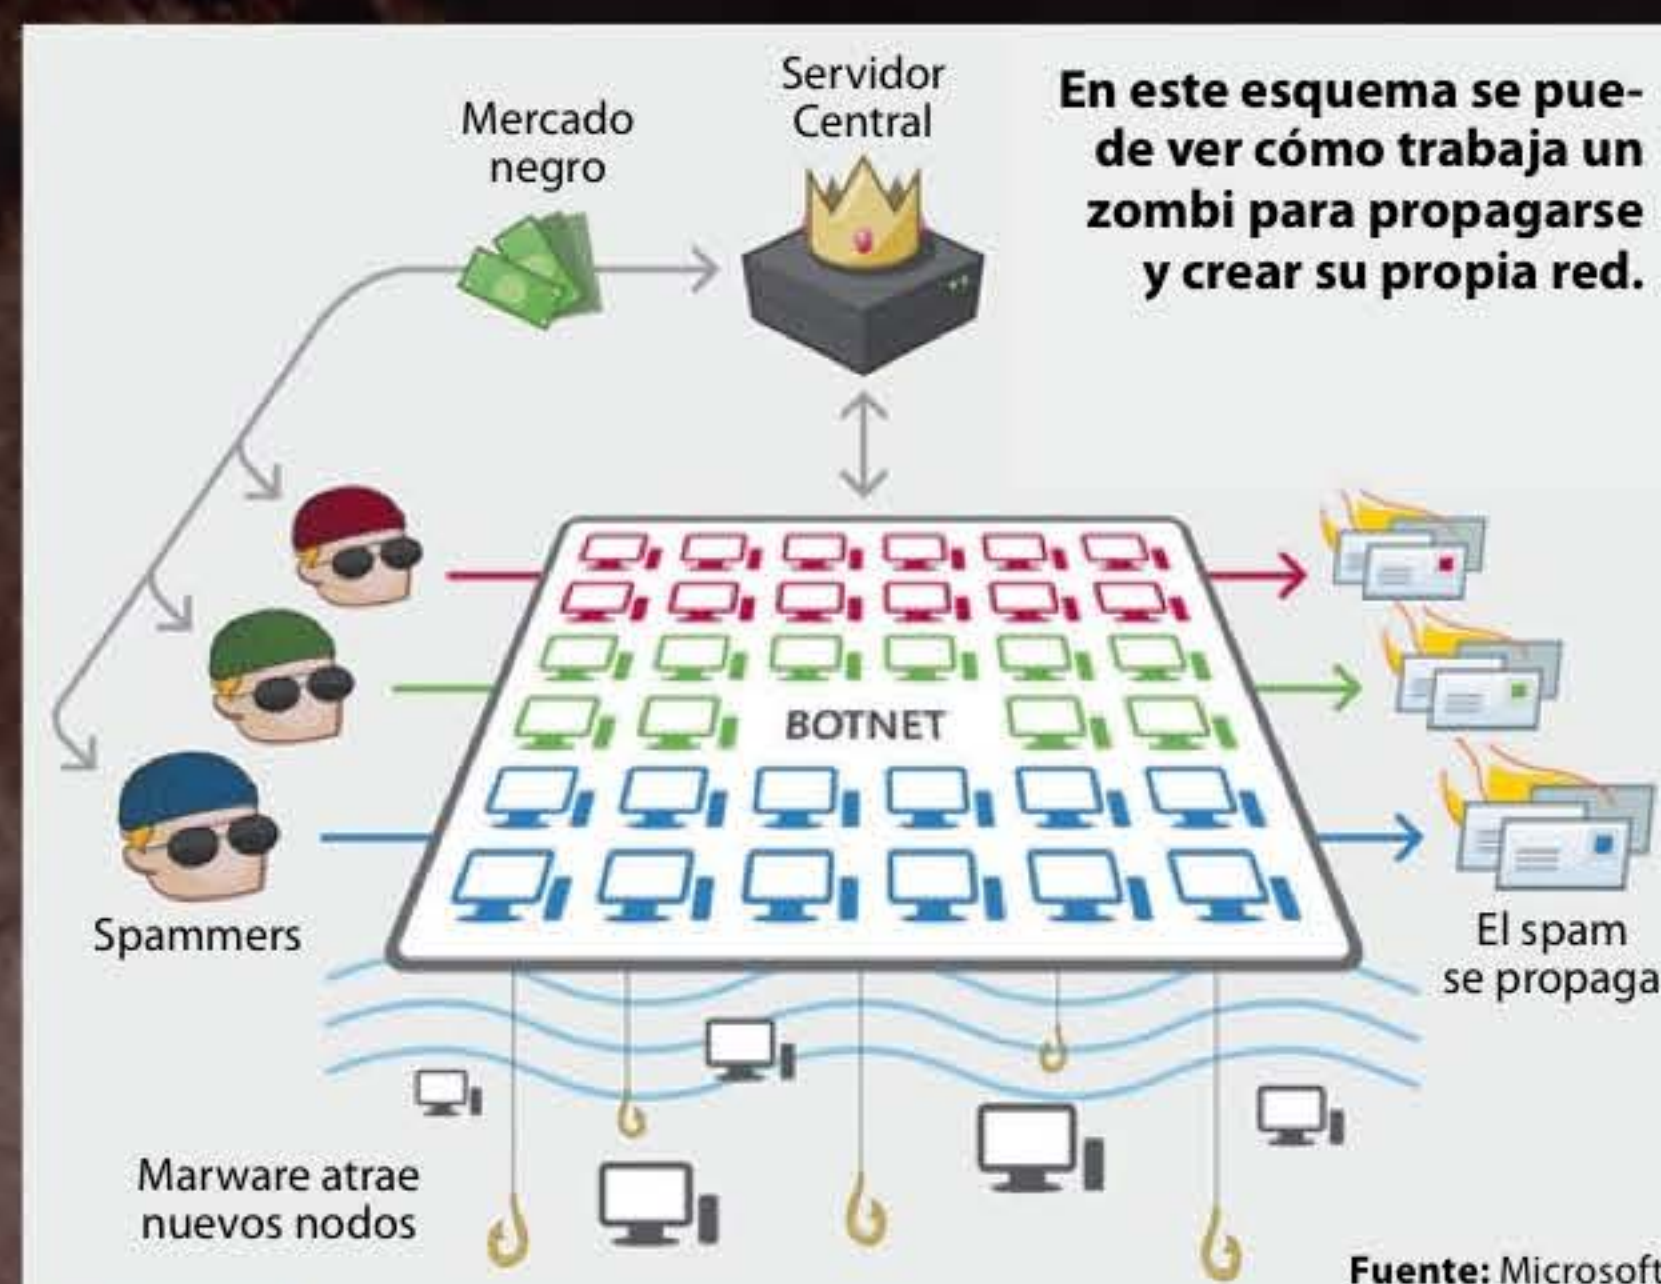 Mercado
negro
Servidor
Central
En este esquema se pue-
de ver cómo trabaja un
zombi para propagarse
y crear su propia red.
BOTNET
Spammers
El spam
se propaga
Marware atrae
nuevos nodos
Fuente: Microsoft